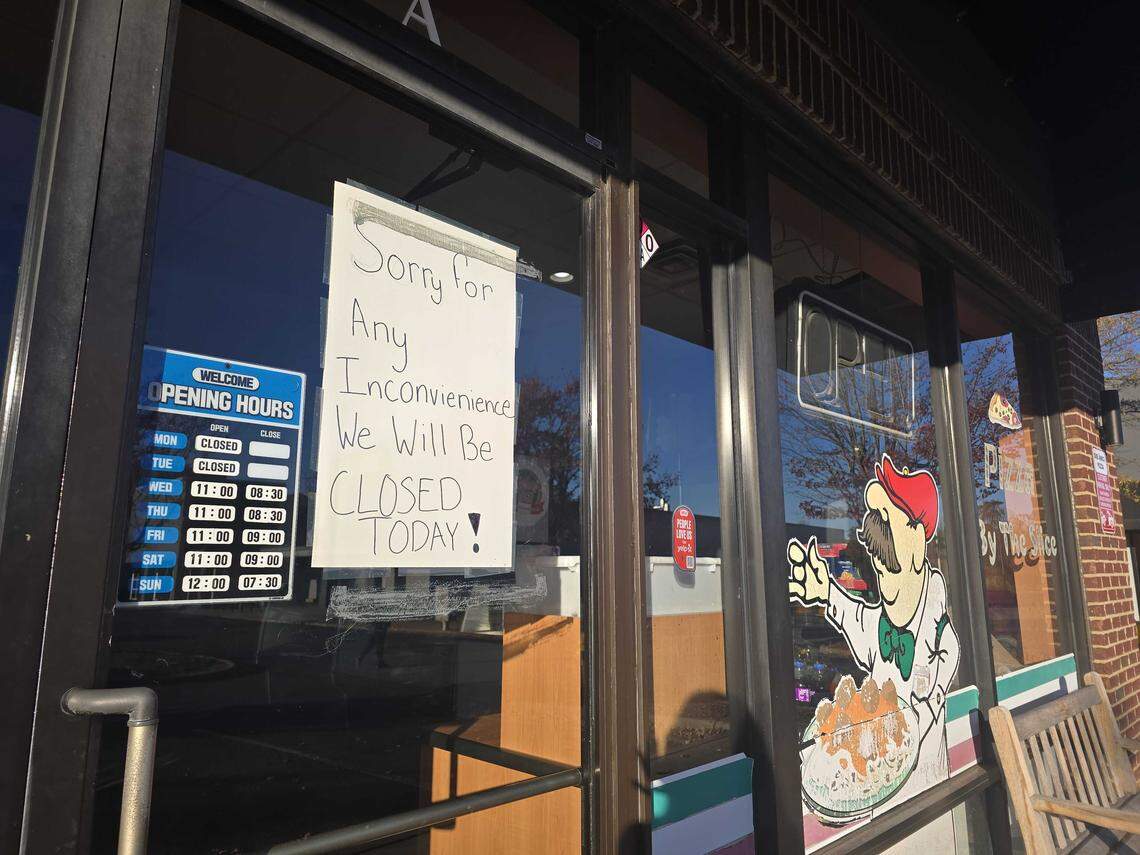 A
Sorry for
Any
Inconvienience
We Will Be
CLOSED
TODAY!
WELCOME
OPENING HOURS
OPEN CLOSE
MON CLOSED
TUE CLOSED
WED 11:00 08:30
THU 11:00 08:30
FRI 11:00 09:00
SAT 11:00 09:00
SUN 12:00 07:30
PEOPLE
LOVE US
OPEN
Pizza
By The Slice